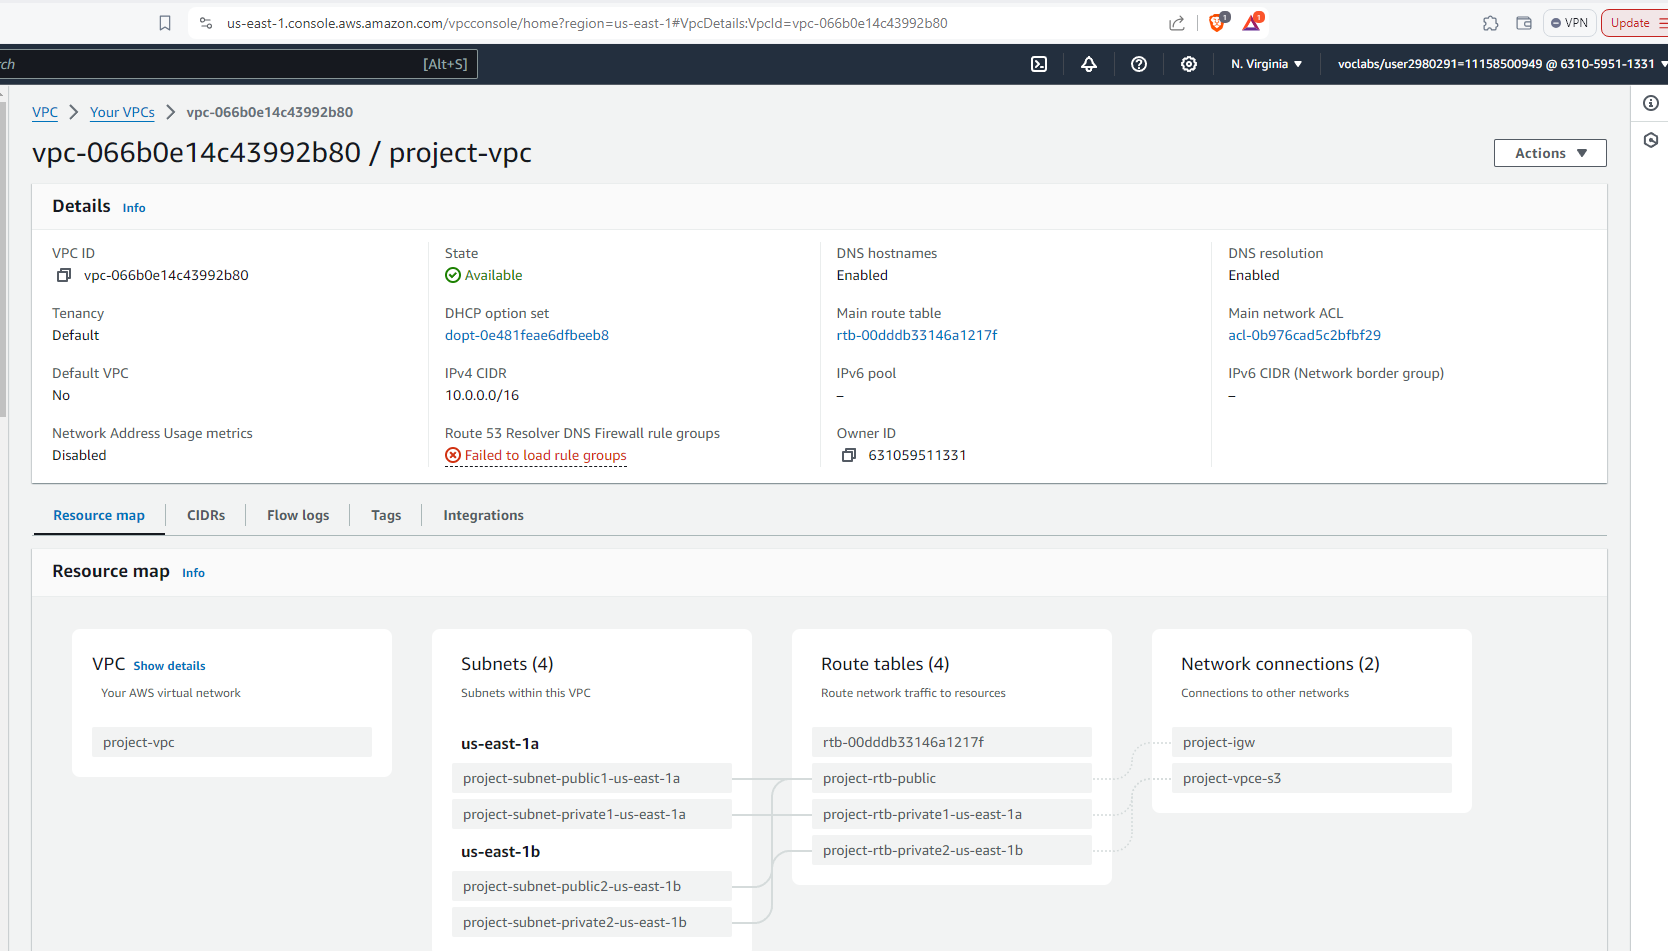 us-east-1.console.aws.amazon.com/vpcconsole/home?region=us-east-1#VpcDetails:VpcId=vpc-066b0e14c43992b80
1
1
VPN
Update
rch
[Alt+S]
N. Virginia
voclabs/user2980291=11158500949 @ 6310-5951-1331
VPC
Your VPCs
vpc-066b0e14c43992b80
vpc-066b0e14c43992b80 / project-vpc
Actions
Details Info
VPC ID
vpc-066b0e14c43992b80
State
Available
DNS hostnames
Enabled
DNS resolution
Enabled
Tenancy
Default
DHCP option set
dopt-0e481feae6dfbeeb8
Main route table
rtb-00dddb33146a1217f
Main network ACL
acl-0b976cad5c2bfbf29
Default VPC
No
IPv4 CIDR
10.0.0.0/16
IPv6 pool
–
IPv6 CIDR (Network border group)
–
Network Address Usage metrics
Disabled
Route 53 Resolver DNS Firewall rule groups
Failed to load rule groups
Owner ID
631059511331
Resource map
CIDRs
Flow logs
Tags
Integrations
Resource map Info
VPC Show details
Your AWS virtual network
project-vpc
Subnets (4)
Subnets within this VPC
us-east-1a
project-subnet-public1-us-east-1a
project-subnet-private1-us-east-1a
us-east-1b
project-subnet-public2-us-east-1b
project-subnet-private2-us-east-1b
Route tables (4)
Route network traffic to resources
rtb-00dddb33146a1217f
project-rtb-public
project-rtb-private1-us-east-1a
project-rtb-private2-us-east-1b
Network connections (2)
Connections to other networks
project-igw
project-vpce-s3